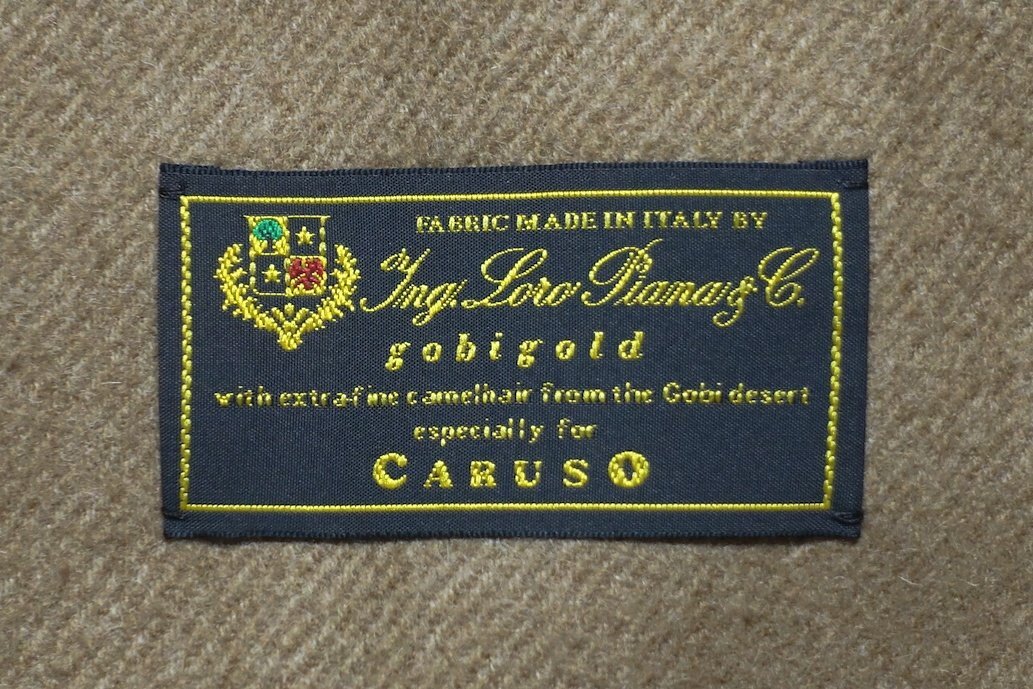 FABRIC MADE IN ITALY BY
Ing. Loro Piana & C.
gobigold
with extra-fine camelhair from the Gobi desert
especially for
CARUSO